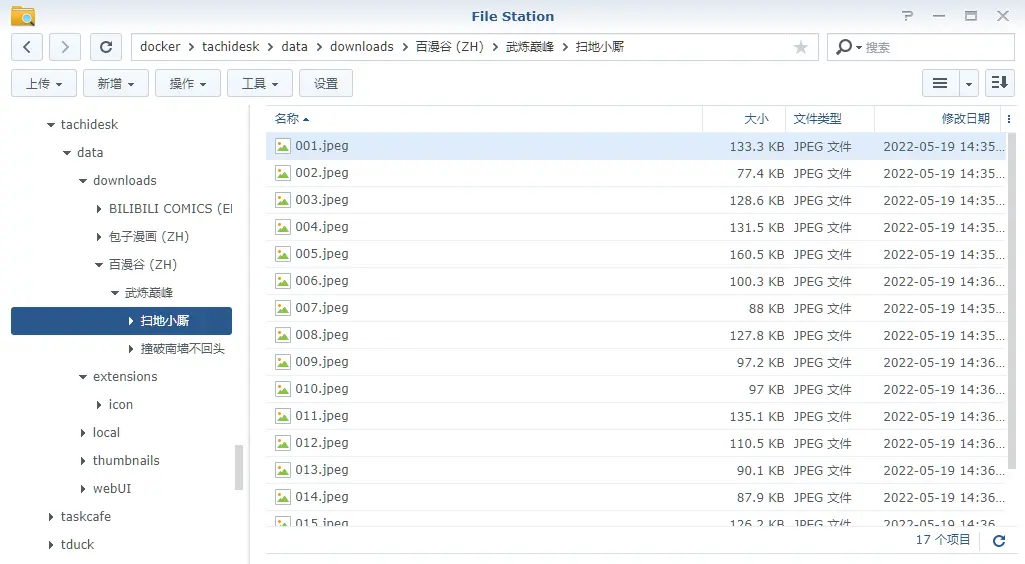 File Station
docker tachidesk data downloads 百漫谷 (ZH) 武炼巅峰 扫地小厮 搜索
上传 新增 操作 工具 设置
tachidesk
data
downloads
BILIBILI COMICS (E
包子漫画 (ZH)
百漫谷 (ZH)
武炼巅峰
扫地小厮
撞破南墙不回头
extensions
icon
local
thumbnails
webUI
taskcafe
tduck
名称 大小 文件类型 修改日期
001.jpeg 133.3 KB JPEG 文件 2022-05-19 14:35...
002.jpeg 77.4 KB JPEG 文件 2022-05-19 14:35...
003.jpeg 128.6 KB JPEG 文件 2022-05-19 14:35...
004.jpeg 131.5 KB JPEG 文件 2022-05-19 14:35...
005.jpeg 160.5 KB JPEG 文件 2022-05-19 14:35...
006.jpeg 100.3 KB JPEG 文件 2022-05-19 14:35...
007.jpeg 88 KB JPEG 文件 2022-05-19 14:35...
008.jpeg 127.8 KB JPEG 文件 2022-05-19 14:35...
009.jpeg 97.2 KB JPEG 文件 2022-05-19 14:36...
010.jpeg 97 KB JPEG 文件 2022-05-19 14:36...
011.jpeg 135.1 KB JPEG 文件 2022-05-19 14:36...
012.jpeg 110.5 KB JPEG 文件 2022-05-19 14:36...
013.jpeg 90.1 KB JPEG 文件 2022-05-19 14:36...
014.jpeg 87.9 KB JPEG 文件 2022-05-19 14:36...
015.jpeg 126.2 KB JPEG 文件 2022-05-19 14:36...
17 个项目